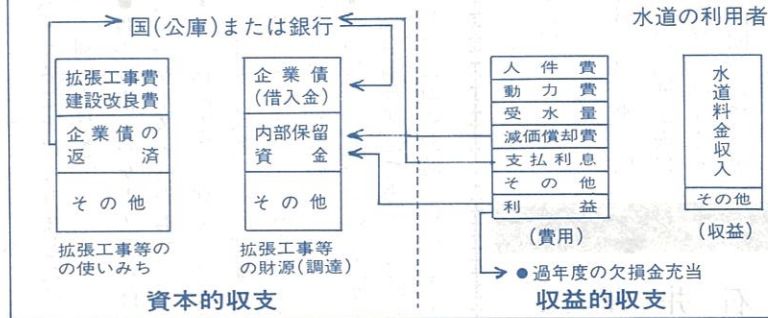 国(公庫)または銀行
水道の利用者
拡張工事費
建設改良費
企業債の
返済
その他
拡張工事等の
の使いみち
企業債
(借入金)
内部保留
資金
その他
拡張工事等
の財源(調達)
資本的収支
人件費
動力費
受水量
減価償却費
支払利息
その他
利益
(費用)
●過年度の欠損金充当
水道料金収入
その他
(収益)
収益的収支